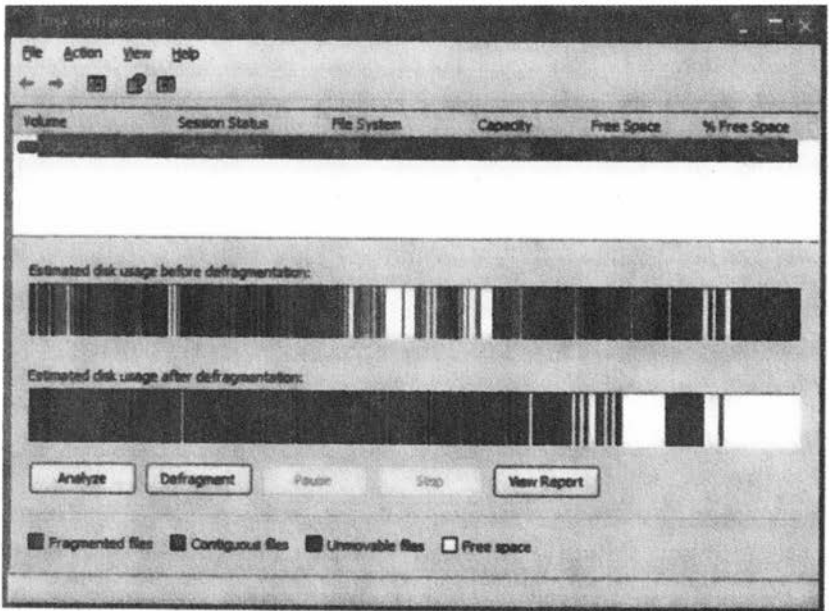 Disk Defragmenter
File Action View Help
Volume Session Status File System Capacity Free Space % Free Space
Estimated disk usage before defragmentation:
Estimated disk usage after defragmentation:
Analyze Defragment Pause Stop View Report
Fragmented files Contiguous files Unmovable files Free space